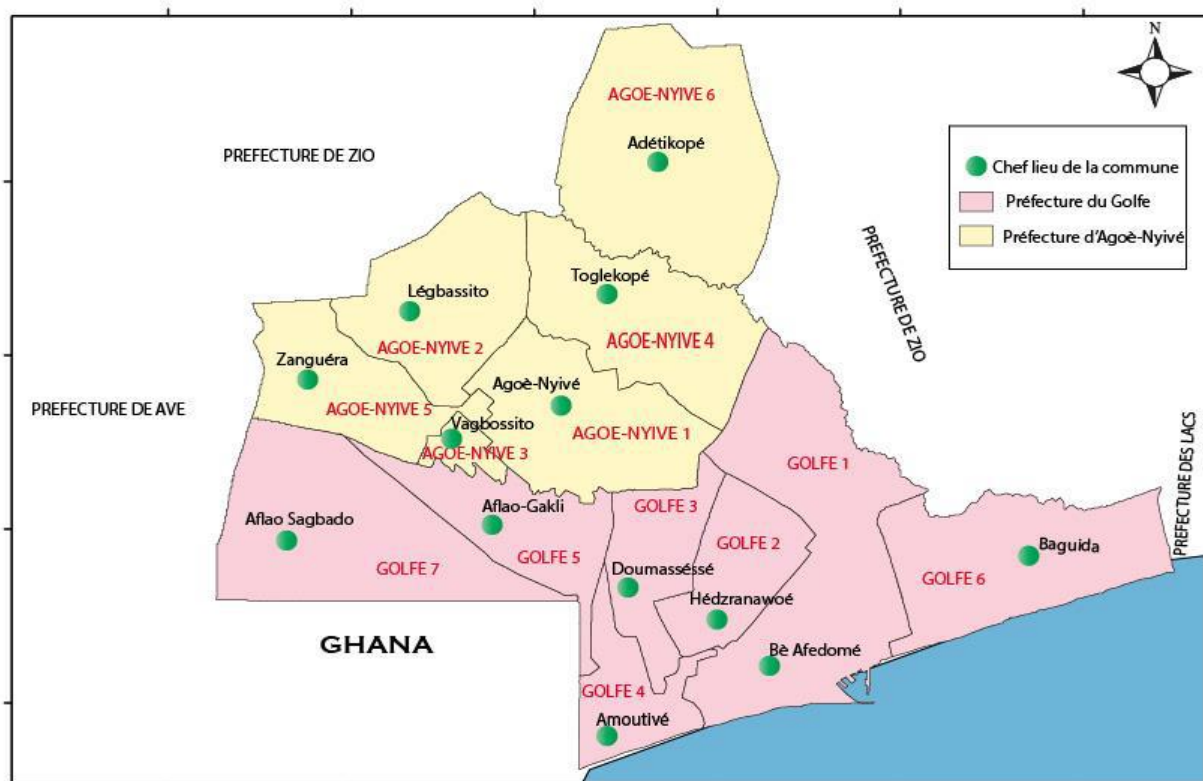 N
AGOE-NYIVE 6
Adétikopé
PREFECTURE DE ZIO
Chef lieu de la commune
Préfecture du Golfe
Préfecture d'Agoè-Nyivé
PREFECTURE DE ZIO
Toglekopé
Légbassito
AGOE-NYIVE 4
AGOE-NYIVE 2
Zanguéra
Agoè-Nyivé
PREFECTURE DE AVE
AGOE-NYIVE 5
Vagbossito
AGOE-NYIVE 1
AGOE-NYIVE 3
GOLFE 1
PREFECTURE DES LACS
GOLFE 3
Aflao-Gakli
Aflao Sagbado
GOLFE 2
Baguida
GOLFE 5
GOLFE 7
Doumasséssé
GOLFE 6
Hédzranawoé
GHANA
Bè Afedomé
GOLFE 4
Amoutivé